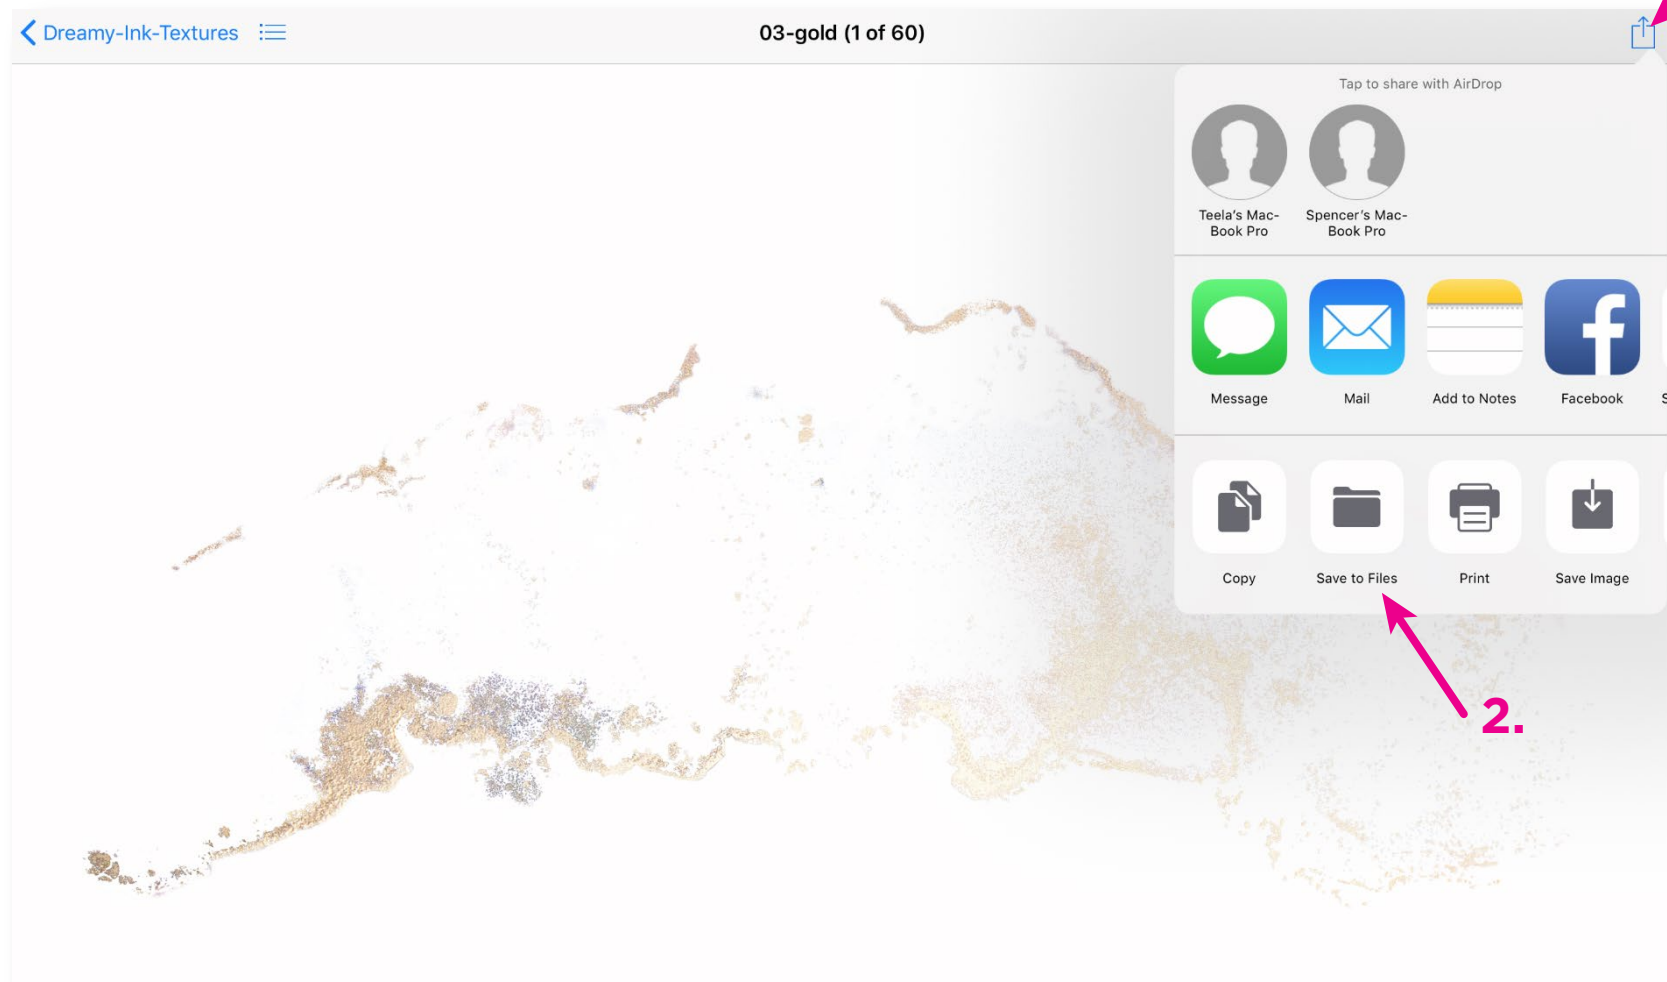 Dreamy-Ink-Textures
03-gold (1 of 60)
Tap to share with AirDrop
Teela's Mac-
Book Pro
Spencer's Mac-
Book Pro
Message
Mail
Add to Notes
Facebook
S
Copy
Save to Files
Print
Save Image
2.